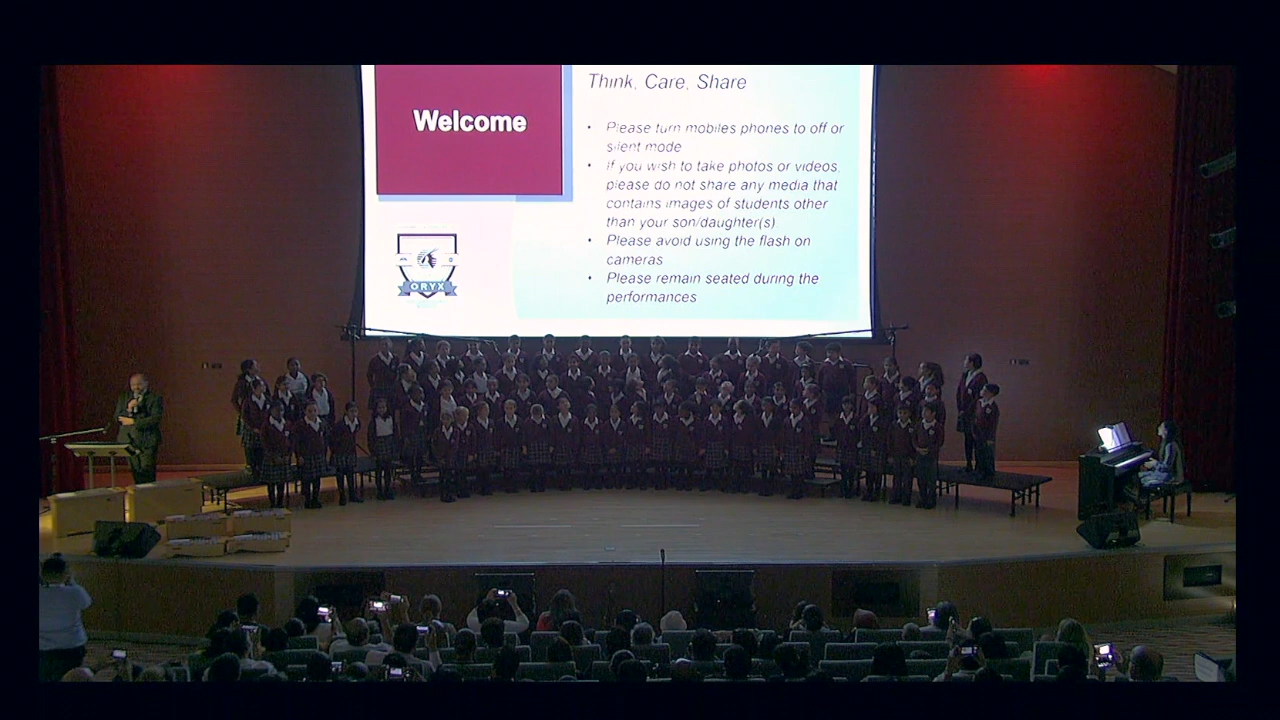 Welcome
Think, Care, Share
• Please turn mobiles phones to off or
silent mode
• If you wish to take photos or videos,
please do not share any media that
contains images of students other
than your son/daughter(s)
• Please avoid using the flash on
cameras
• Please remain seated during the
performances
ORYX